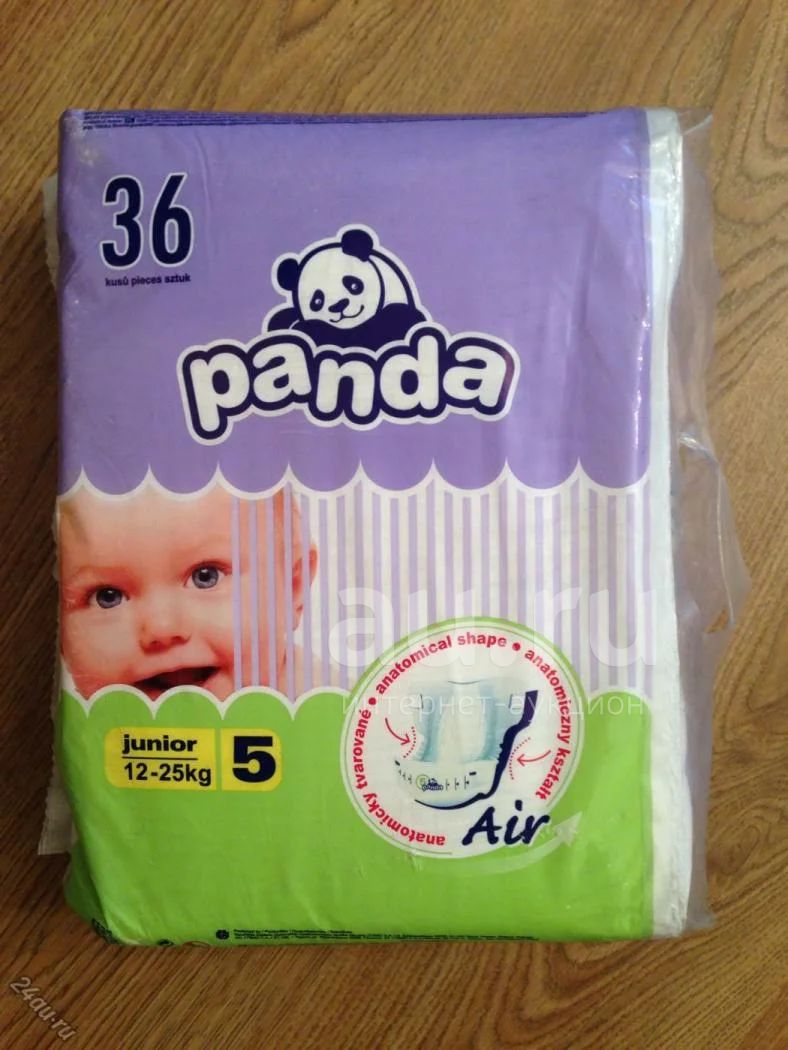 36
kusů pieces sztuk
panda
au.ru
интернет-аукцион
anatomicky tvarované • anatomical shape • anatomiczny kształt
panda
Air
junior
12-25kg
5
24au.ru